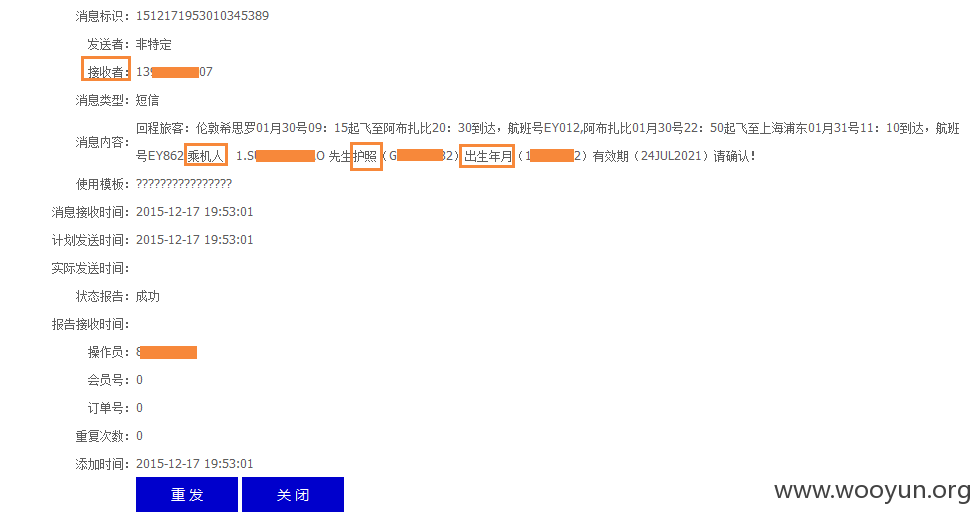 消息标识：1512171953010345389
发送者：非特定
接收者：139 07
消息类型：短信
消息内容：回程旅客：伦敦希思罗01月30号09：15起飞至阿布扎比20：30到达，航班号EY012,阿布扎比01月30号22：50起飞至上海浦东01月31号11：10到达，航班
号EY862 乘机人 1.S O 先生护照（G 32）出生年月（1 2）有效期（24JUL2021）请确认！
使用模板：????????????????
消息接收时间：2015-12-17 19:53:01
计划发送时间：2015-12-17 19:53:01
实际发送时间：
状态报告：成功
报告接收时间：
操作员：8
会员号：0
订单号：0
重复次数：0
添加时间：2015-12-17 19:53:01
重 发 关 闭
www.wooyun.org